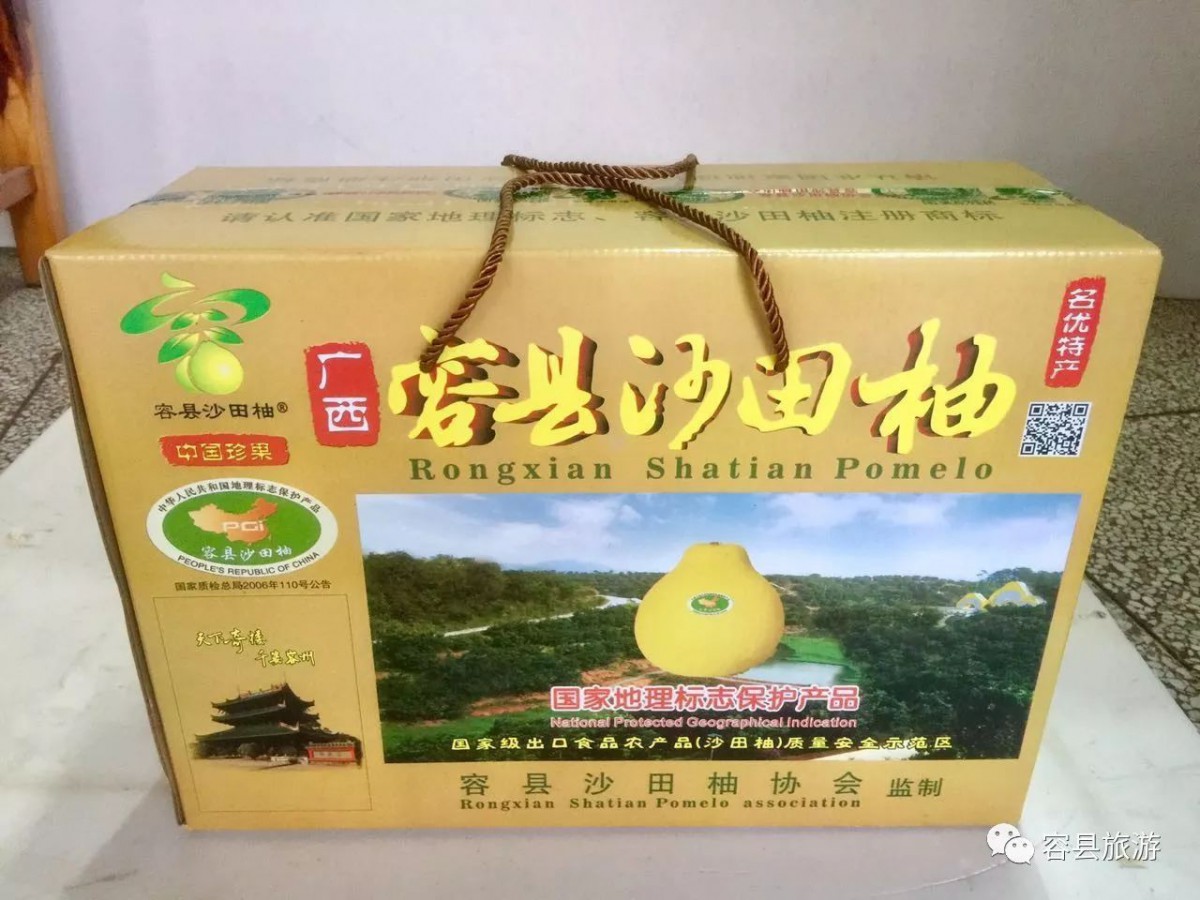 请认准国家地理标志、容县沙田柚注册商标
容县沙田柚®
中国珍果
中华人民共和国地理标志保护产品
PGI
容县沙田柚
PEOPLE'S REPUBLIC OF CHINA
国家质检总局2006年110号公告
广西
容县沙田柚
Rongxian Shatian Pomelo
名优特产
国家地理标志保护产品
National Protected Geographical Indication
国家级出口食品农产品(沙田柚)质量安全示范区
容县沙田柚协会 监制
Rongxian Shatian Pomelo association
容县旅游